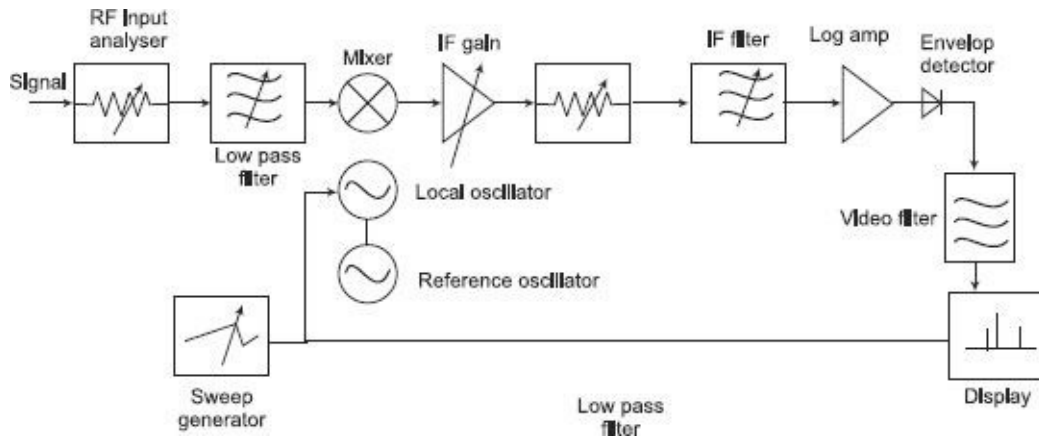 RF Input
analyser
Signal
Low pass
filter
Mixer
IF gain
IF filter
Log amp
Envelop
detector
Local oscillator
Reference oscillator
Video filter
Sweep
generator
Low pass
filter
Display